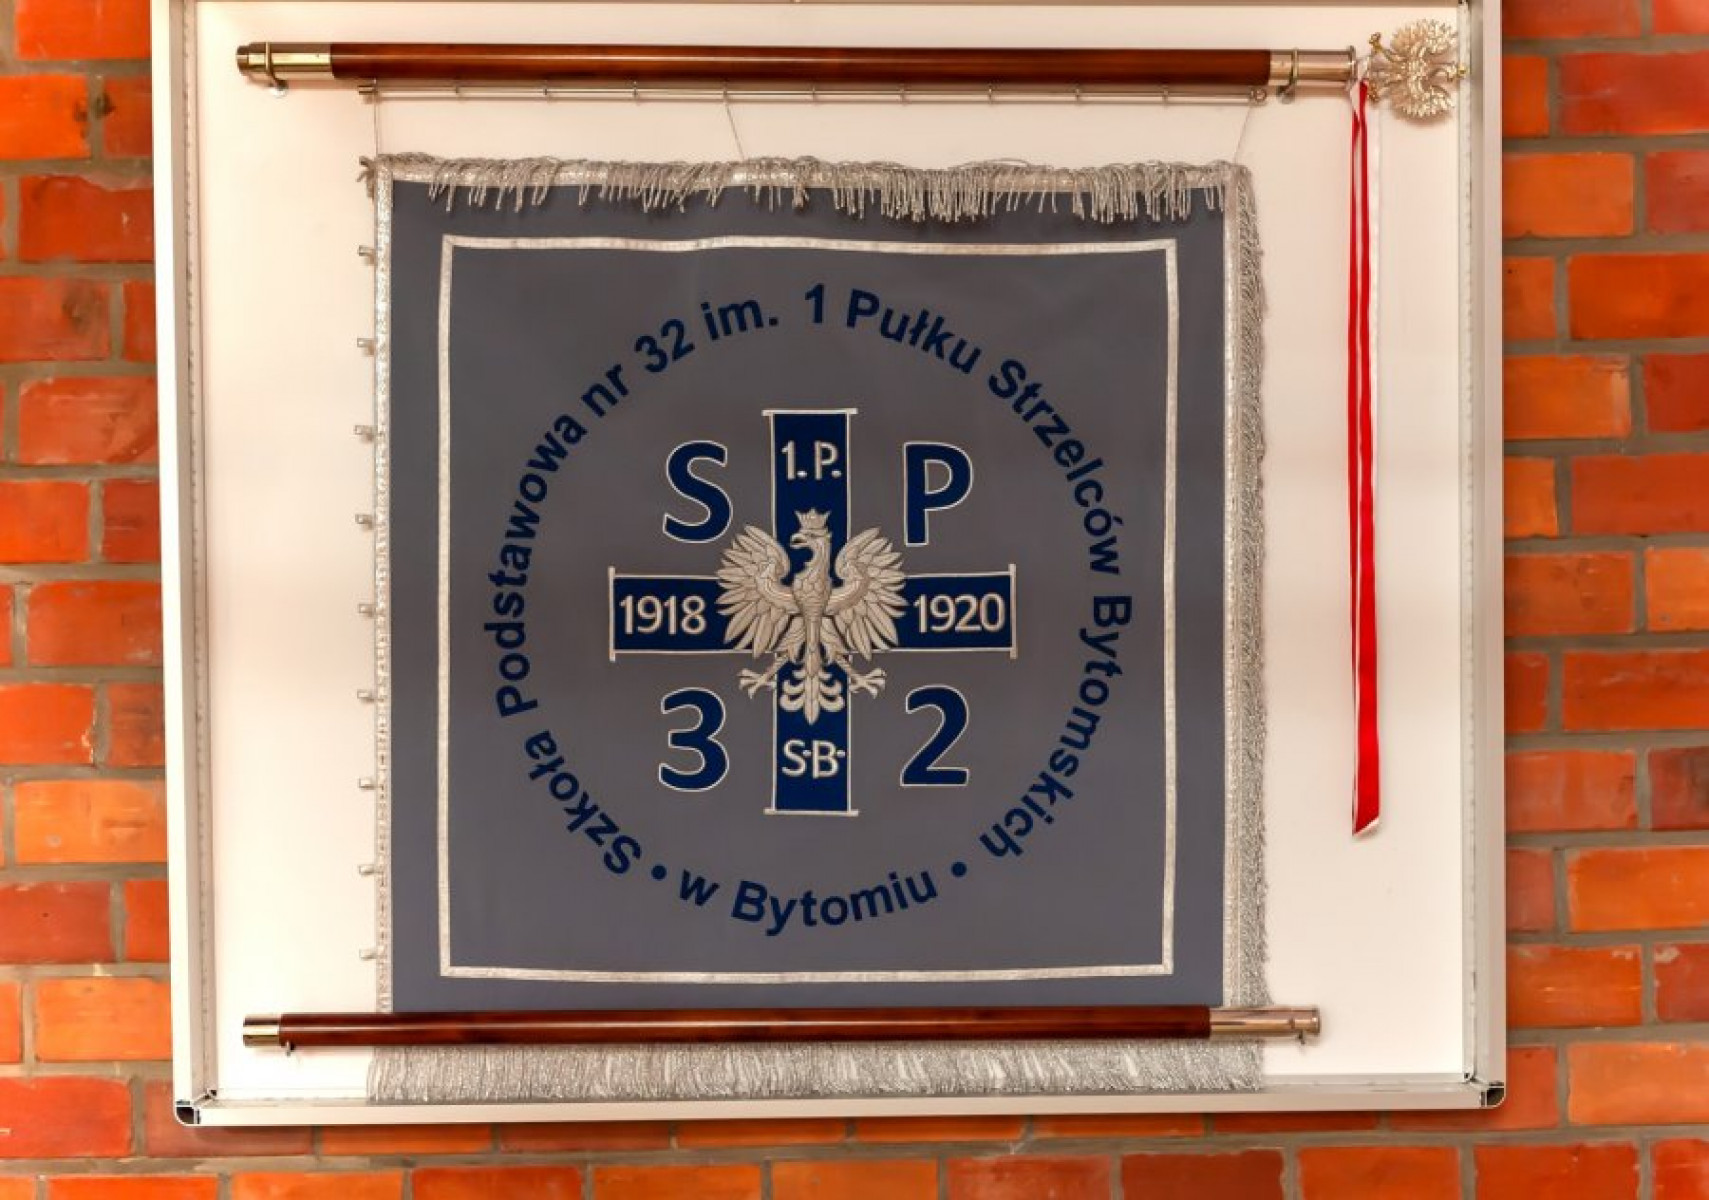 Szkoła Podstawowa nr 32 im. 1 Pułku Strzelców Bytomskich • w Bytomiu •
S P
1. P.
1918 1920
3 2
S·B·